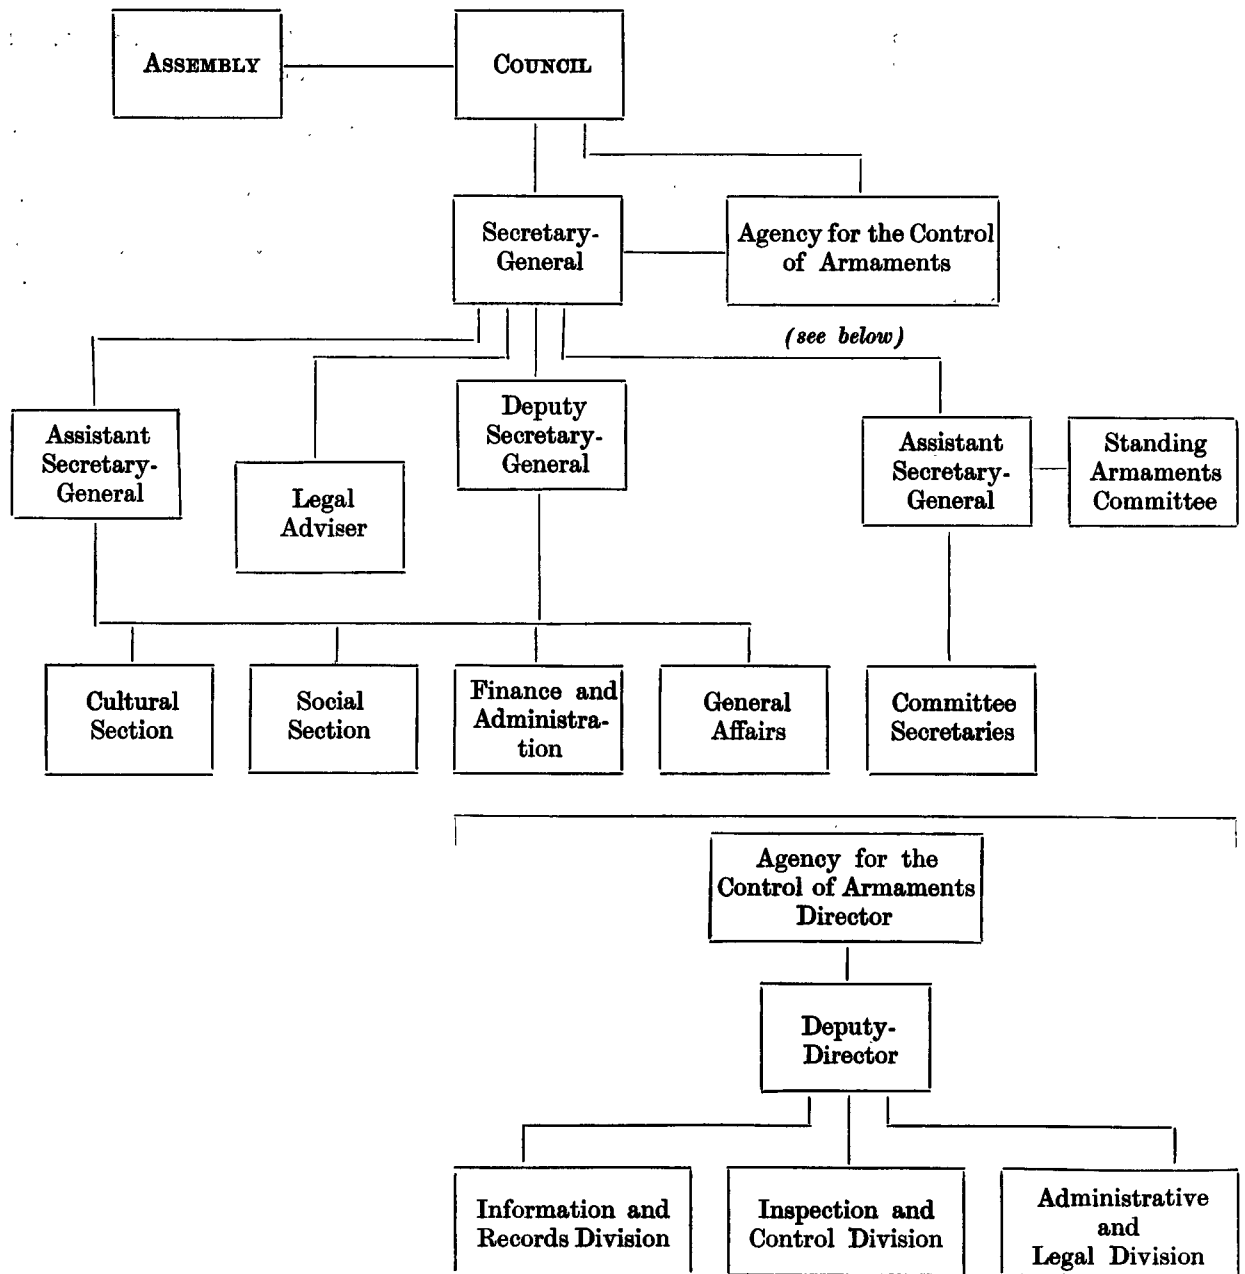 ASSEMBLY
COUNCIL
Secretary-
General
Agency for the Control
of Armaments
(see below)
Assistant
Secretary-
General
Legal
Adviser
Deputy
Secretary-
General
Assistant
Secretary-
General
Standing
Armaments
Committee
Cultural
Section
Social
Section
Finance and
Administra-
tion
General
Affairs
Committee
Secretaries
Agency for the
Control of Armaments
Director
Deputy-
Director
Information and
Records Division
Inspection and
Control Division
Administrative
and
Legal Division